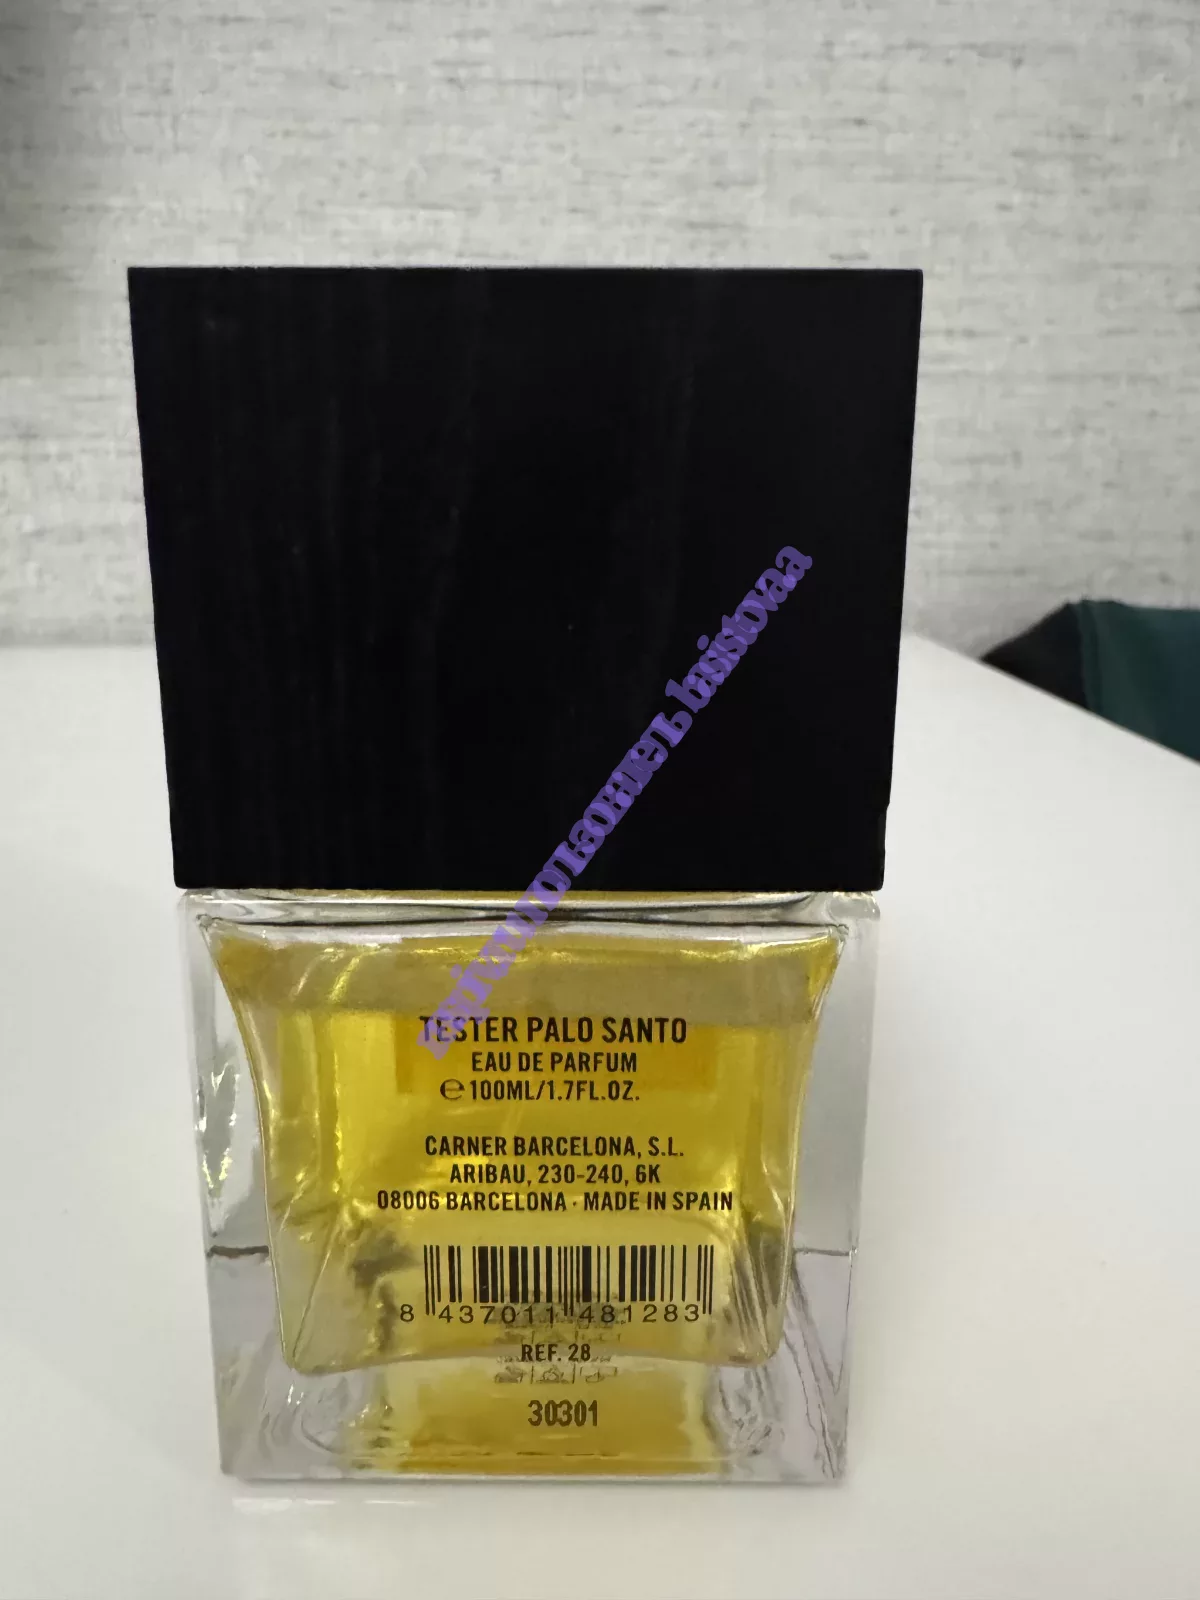 TESTER PALO SANTO
EAU DE PARFUM
℮ 100ML/1.7FL.OZ.
CARNER BARCELONA, S.L.
ARIBAU, 230-240, 6K
08006 BARCELONA · MADE IN SPAIN
8 437011 481283
REF. 28
30301
basistovaa